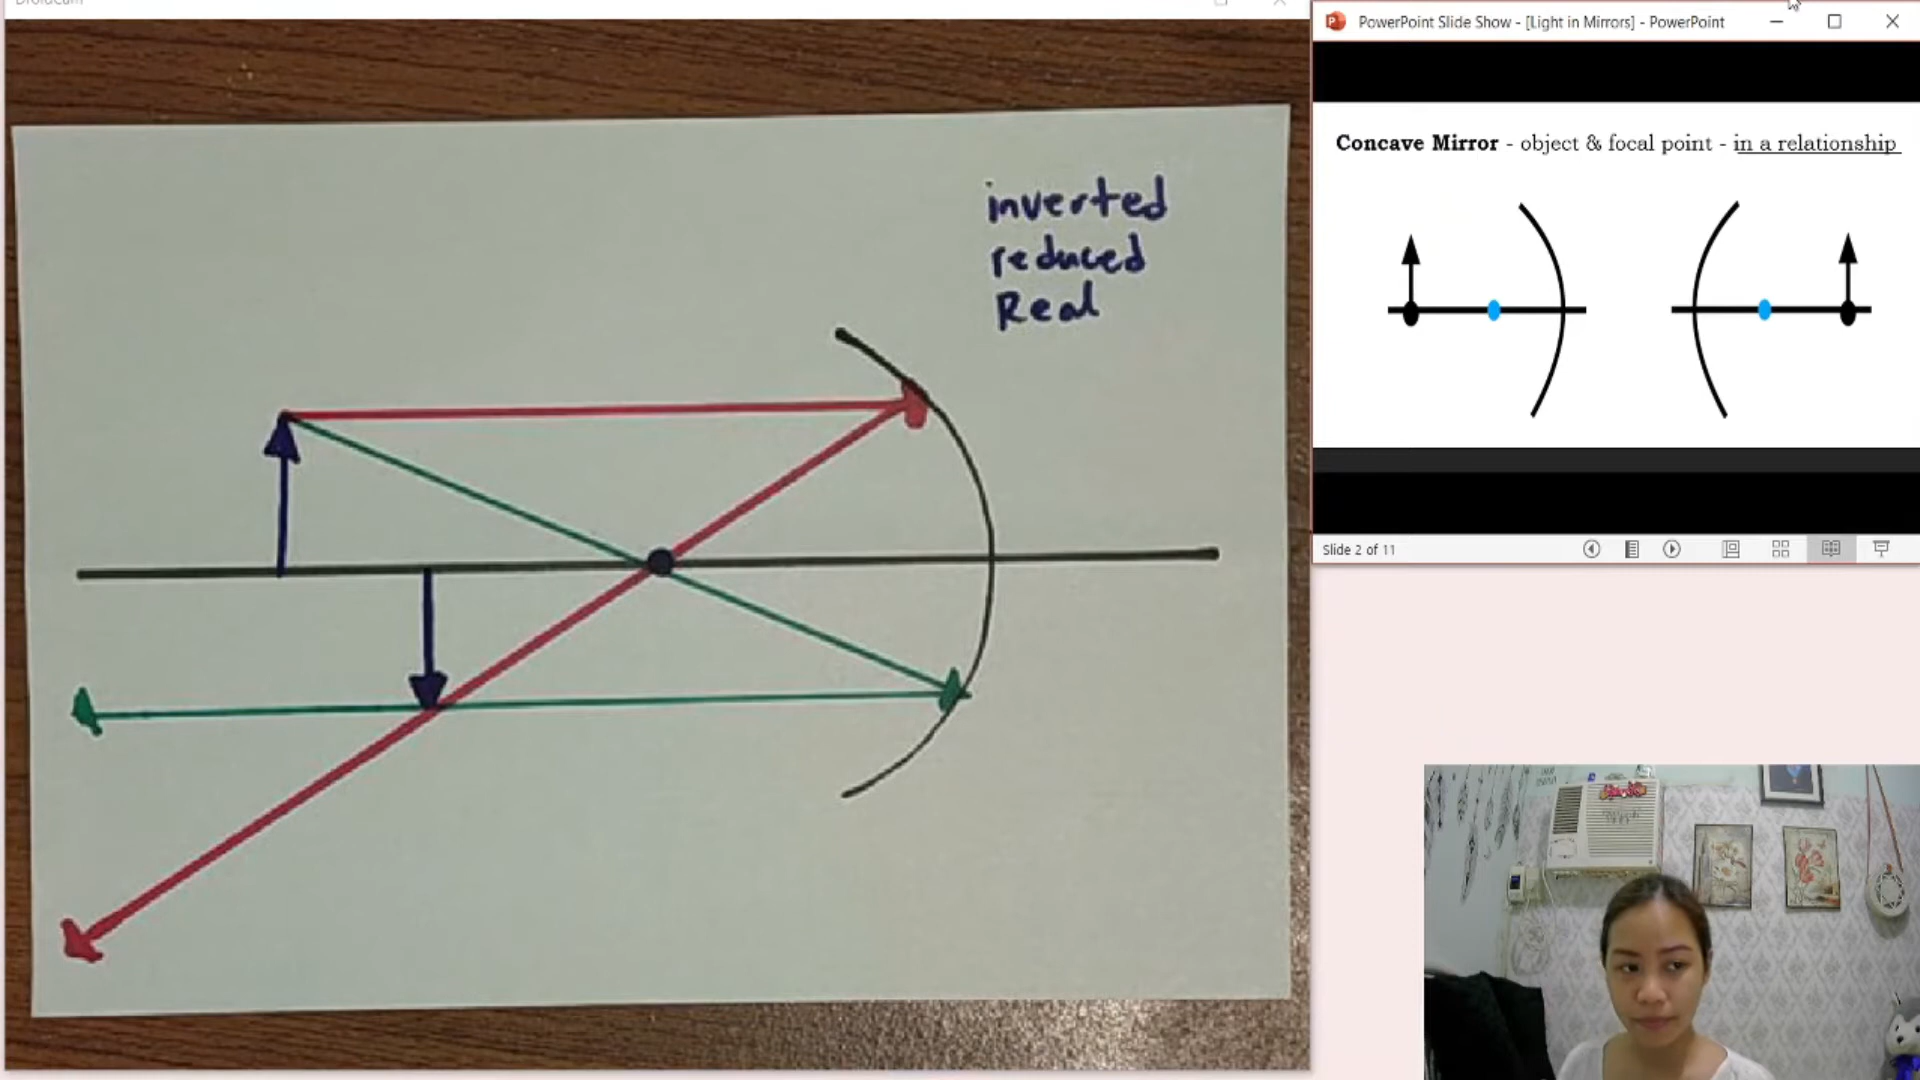 DroidCam
PowerPoint Slide Show - [Light in Mirrors] - PowerPoint
Concave Mirror - object & focal point - in a relationship
inverted
reduced
Real
Slide 2 of 11